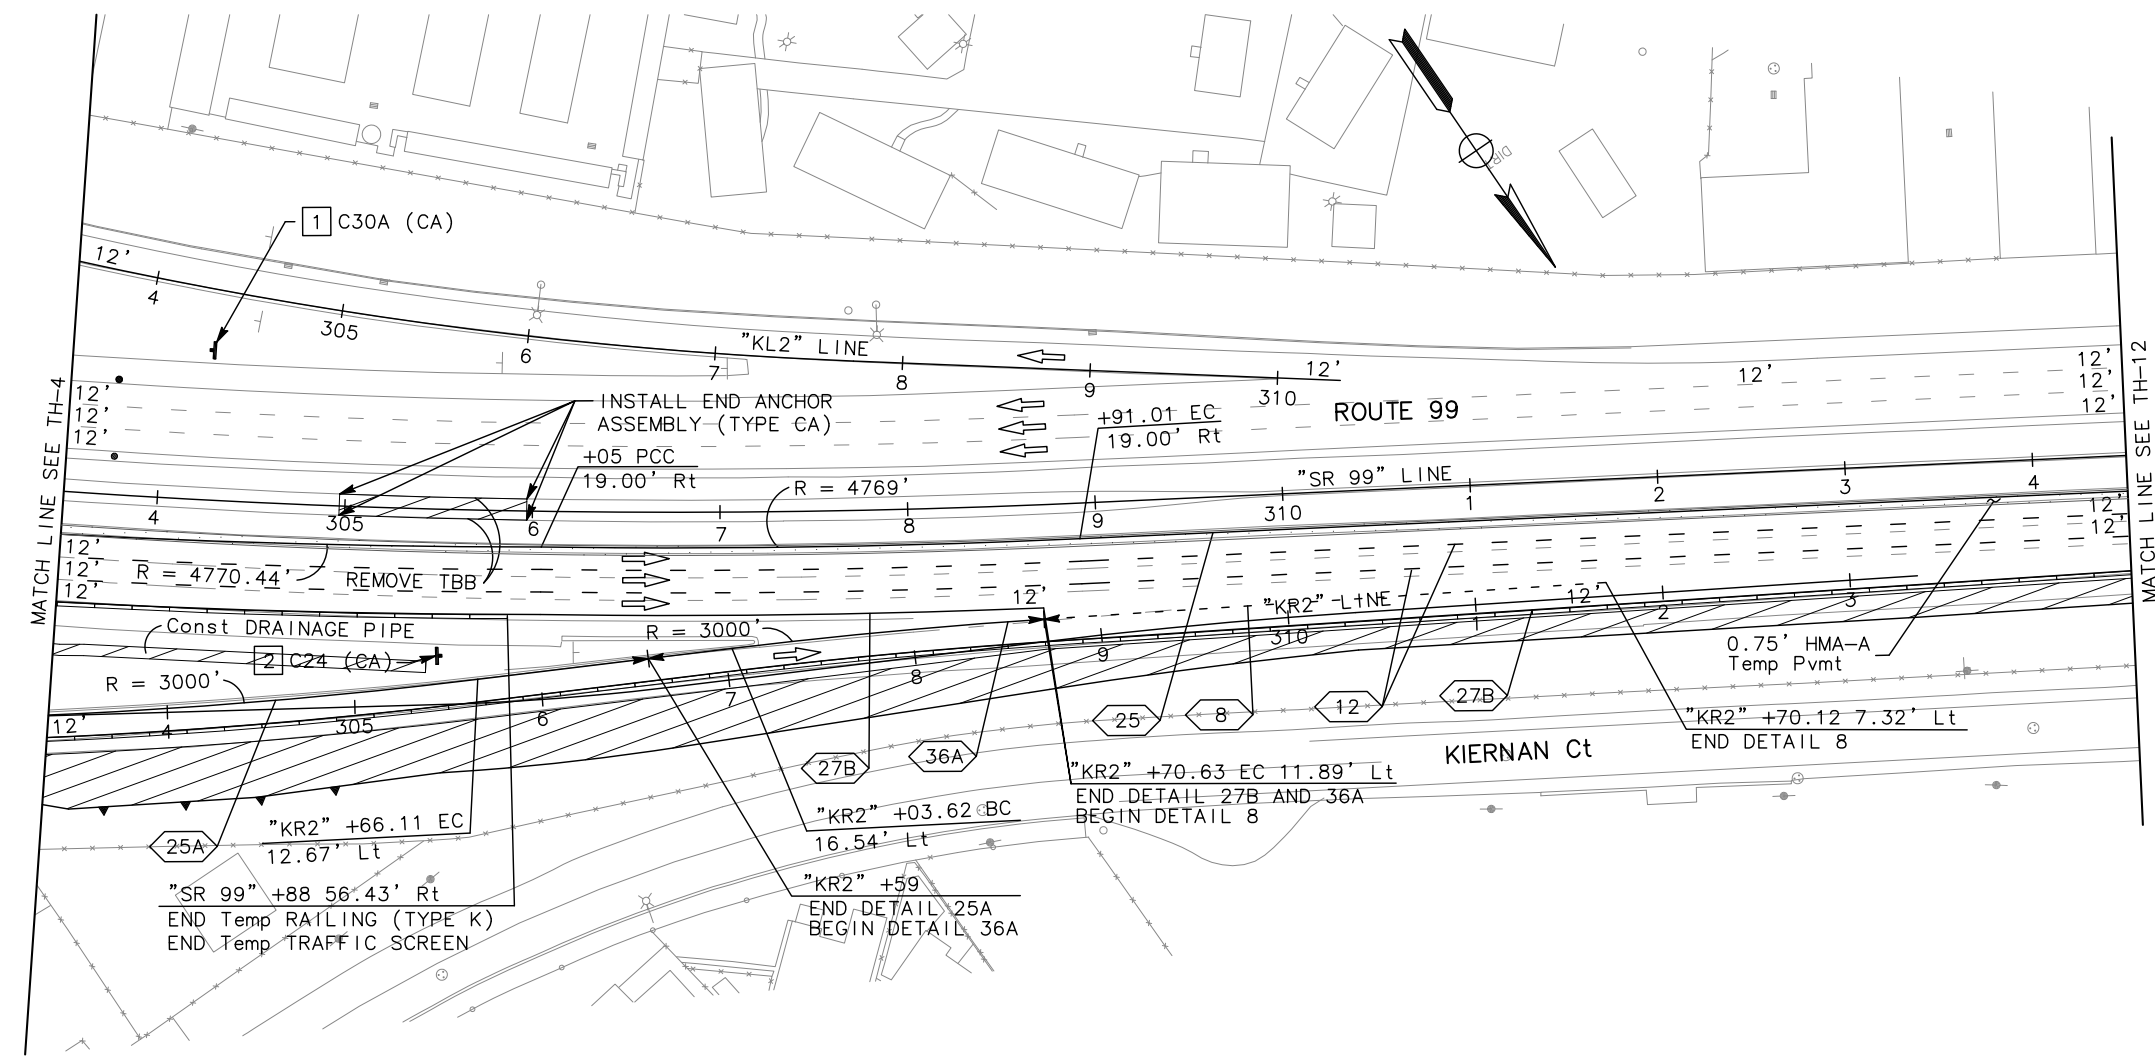 DIRT
1 C30A (CA)
12'
4
305
6
"KL2" LINE
7
8
9
310
12'
12'
12'
12'
12'
MATCH LINE SEE TH-4
12'
12'
12'
INSTALL END ANCHOR
ASSEMBLY (TYPE CA)
+91.01 EC
19.00' Rt
ROUTE 99
MATCH LINE SEE TH-12
+05 PCC
19.00' Rt
R = 4769'
"SR 99" LINE
4
305
6
7
8
9
310
1
2
3
4
12'
12'
12'
12'
12'
R = 4770.44'
REMOVE TBB
12'
"KR2" LINE
12'
Const DRAINAGE PIPE
R = 3000'
2 C24 (CA)
R = 3000'
12'
4
305
6
7
8
9
310
1
2
3
0.75' HMA-A
Temp Pvmt
25
8
12
27B
"KR2" +70.12 7.32' Lt
END DETAIL 8
27B
36A
KIERNAN Ct
"KR2" +70.63 EC 11.89' Lt
END DETAIL 27B AND 36A
BEGIN DETAIL 8
25A
"KR2" +66.11 EC
12.67' Lt
"KR2" +03.62 BC
16.54' Lt
"SR 99" +88 56.43' Rt
END Temp RAILING (TYPE K)
END Temp TRAFFIC SCREEN
"KR2" +59
END DETAIL 25A
BEGIN DETAIL 36A